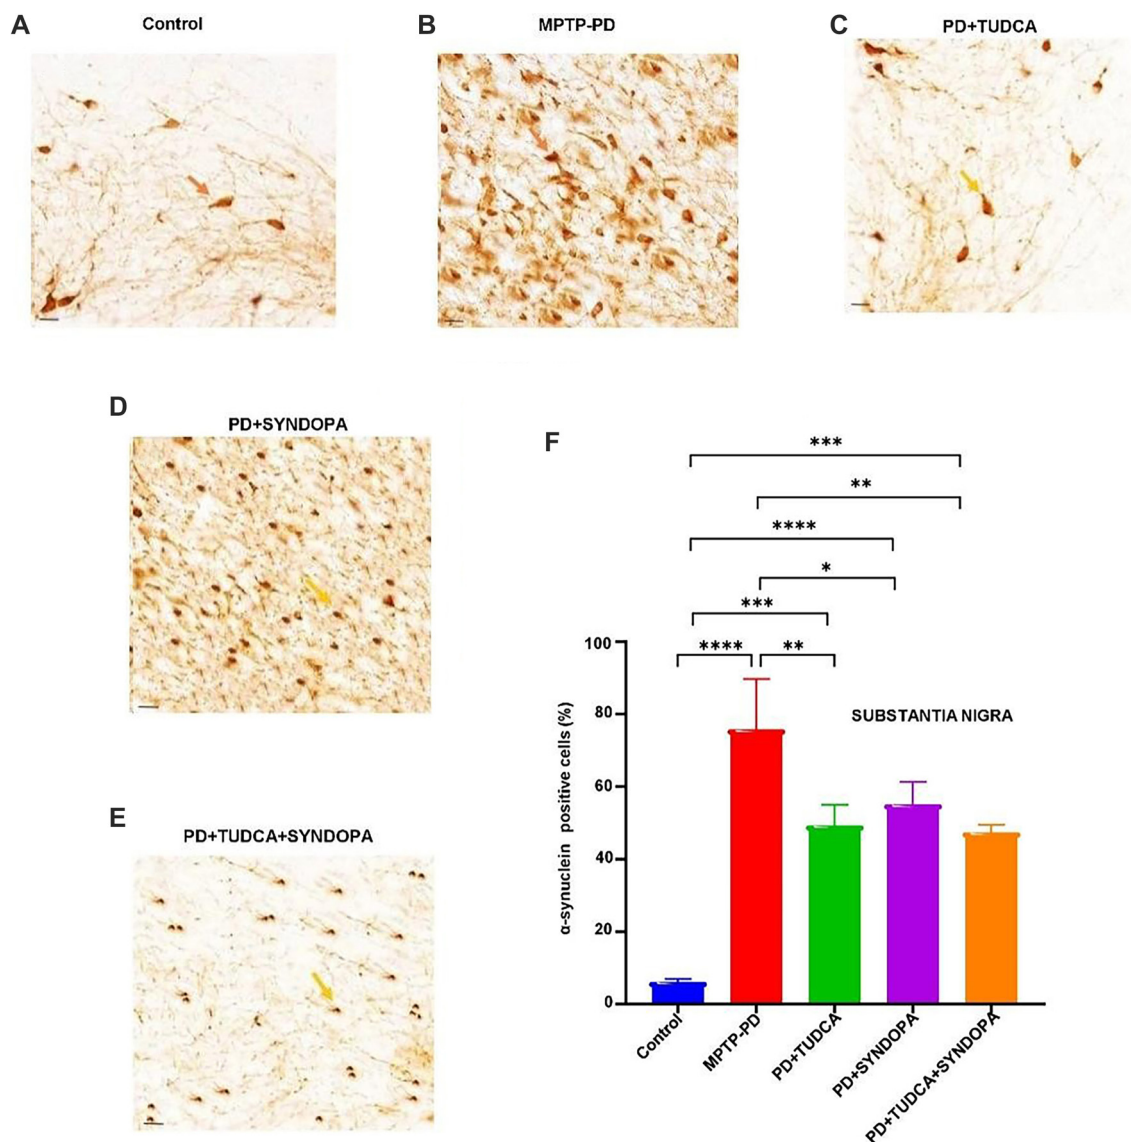 A
Control
B
MPTP-PD
C
PD+TUDCA
D
PD+SYNDOPA
E
PD+TUDCA+SYNDOPA
F
***
**
****
*
***
****
**
SUBSTANTIA NIGRA
α-synuclein positive cells (%)
100
80
60
40
20
0
Control
MPTP-PD
PD+TUDCA
PD+SYNDOPA
PD+TUDCA+SYNDOPA